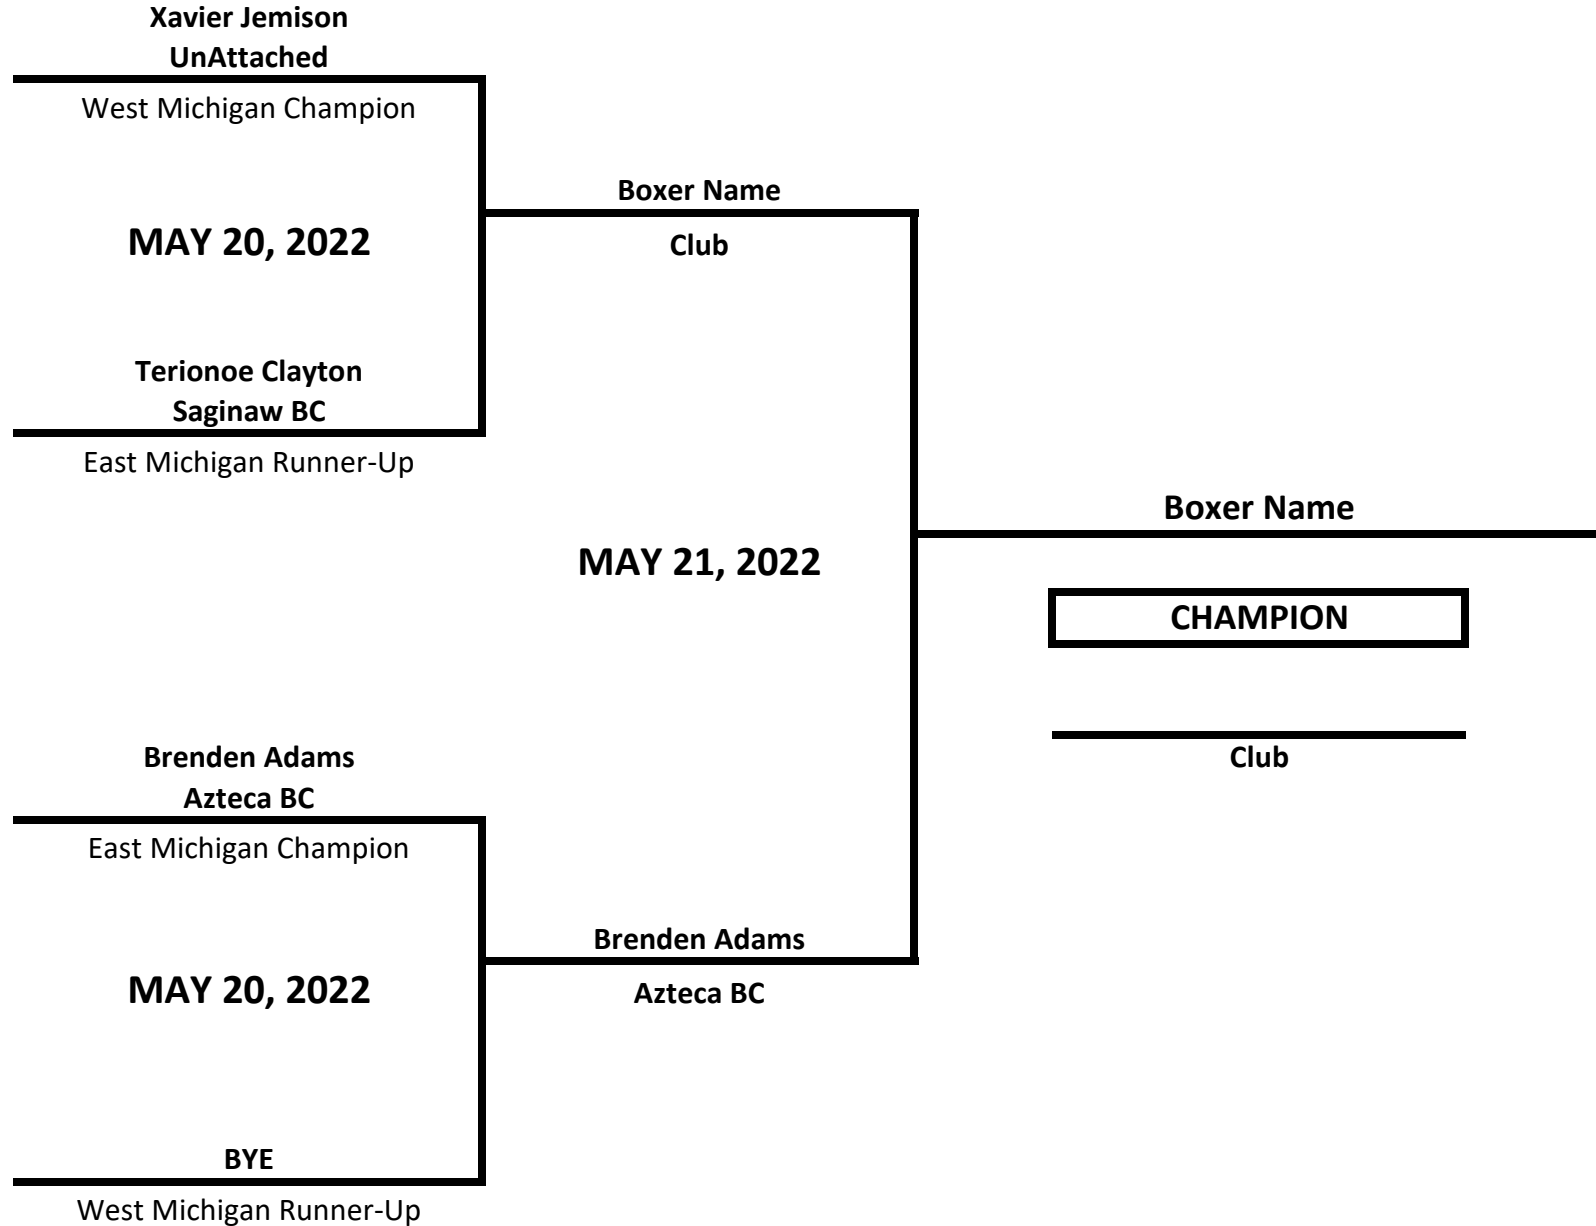 Xavier Jemison
UnAttached
West Michigan Champion
MAY 20, 2022
Terionoe Clayton
Saginaw BC
East Michigan Runner-Up
Boxer Name
Club
MAY 21, 2022
Boxer Name
CHAMPION
Club
Brenden Adams
Azteca BC
East Michigan Champion
MAY 20, 2022
BYE
West Michigan Runner-Up
Brenden Adams
Azteca BC